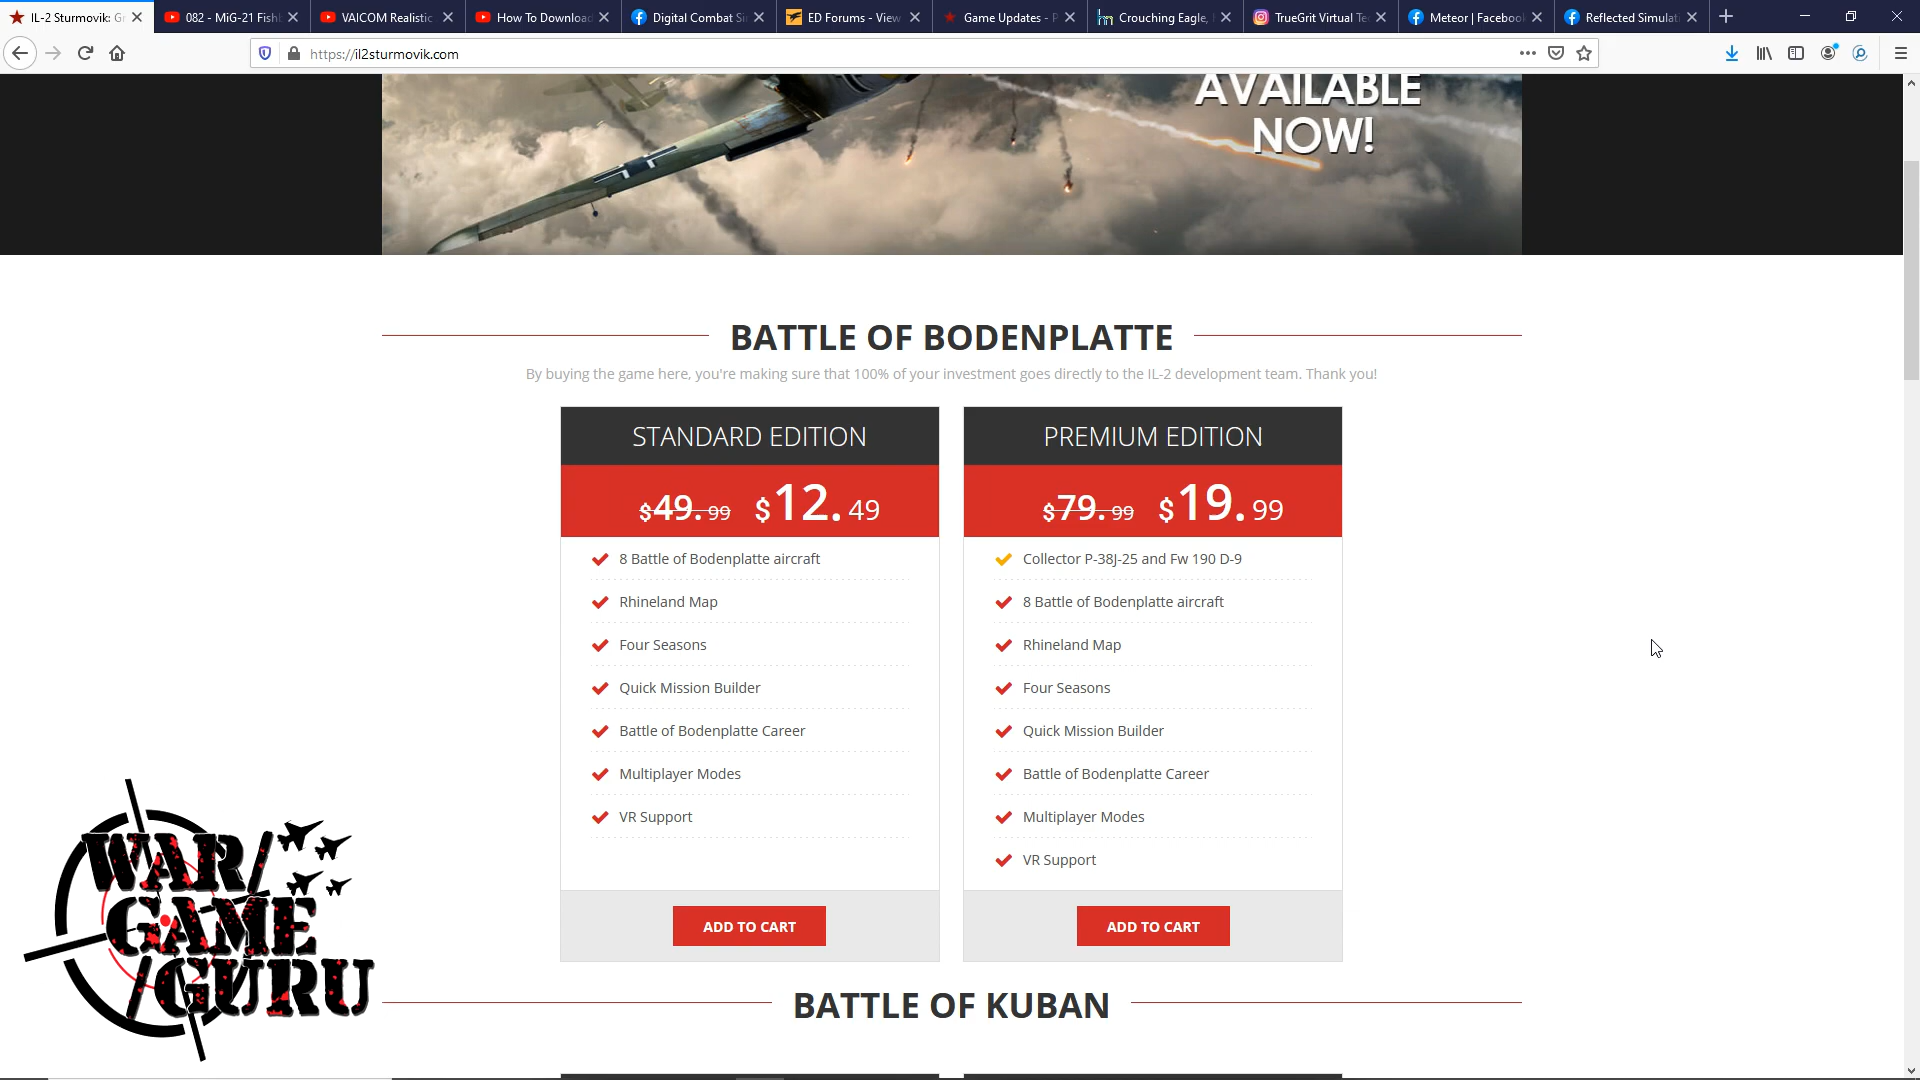 IL-2 Sturmovik: Gr
082 - MiG-21 Fishb
VAICOM Realistic
How To Download
Digital Combat Si
ED Forums - View
Game Updates - P
Crouching Eagle,
TrueGrit Virtual Te
Meteor | Facebook
Reflected Simulat
https://il2sturmovik.com
AVAILABLE
NOW!
BATTLE OF BODENPLATTE
By buying the game here, you're making sure that 100% of your investment goes directly to the IL-2 development team. Thank you!
STANDARD EDITION
$49.99 $12.49
8 Battle of Bodenplatte aircraft
Rhineland Map
Four Seasons
Quick Mission Builder
Battle of Bodenplatte Career
Multiplayer Modes
VR Support
ADD TO CART
PREMIUM EDITION
$79.99 $19.99
Collector P-38J-25 and Fw 190 D-9
8 Battle of Bodenplatte aircraft
Rhineland Map
Four Seasons
Quick Mission Builder
Battle of Bodenplatte Career
Multiplayer Modes
VR Support
ADD TO CART
WAR/
GAME
/GURU
BATTLE OF KUBAN